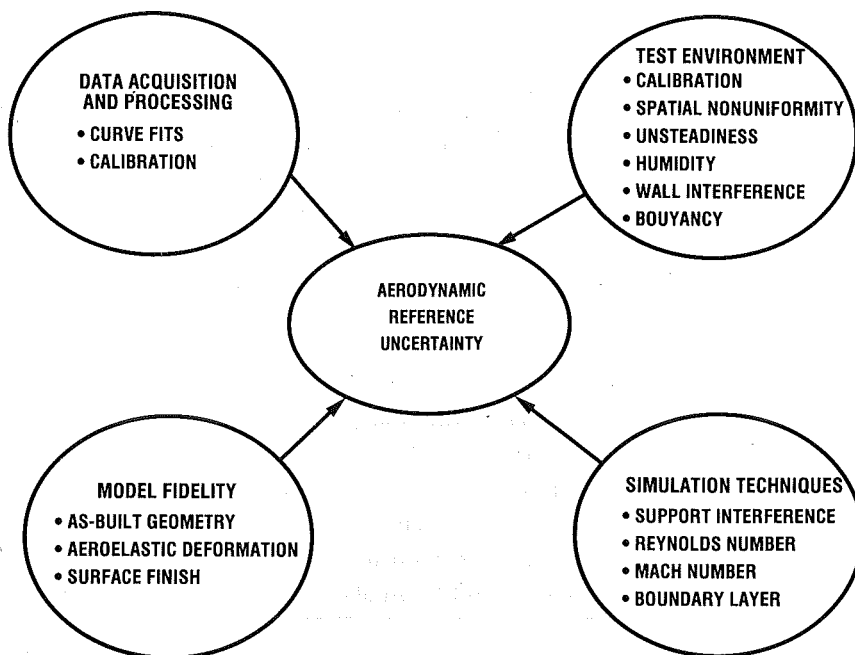 DATA ACQUISITION
AND PROCESSING
• CURVE FITS
• CALIBRATION
TEST ENVIRONMENT
• CALIBRATION
• SPATIAL NONUNIFORMITY
• UNSTEADINESS
• HUMIDITY
• WALL INTERFERENCE
• BOUYANCY
AERODYNAMIC
REFERENCE
UNCERTAINTY
MODEL FIDELITY
• AS-BUILT GEOMETRY
• AEROELASTIC DEFORMATION
• SURFACE FINISH
SIMULATION TECHNIQUES
• SUPPORT INTERFERENCE
• REYNOLDS NUMBER
• MACH NUMBER
• BOUNDARY LAYER